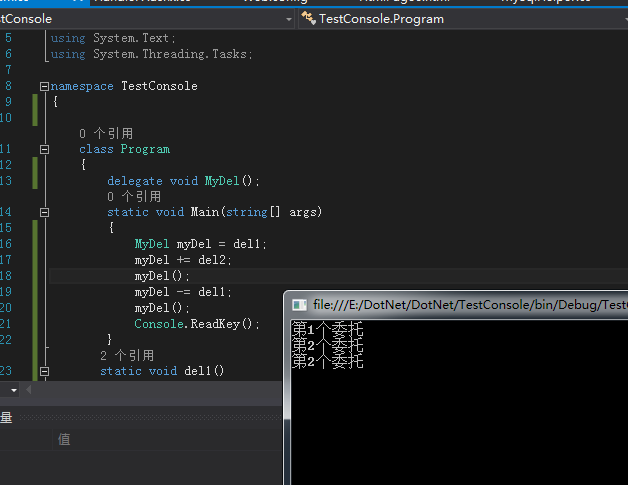 stConsole
TestConsole.Program
5 using System.Text;
6 using System.Threading.Tasks;
7
8 namespace TestConsole
9 {
10
0 个引用
11 class Program
12 {
13 delegate void MyDel();
0 个引用
14 static void Main(string[] args)
15 {
16 MyDel myDel = del1;
17 myDel += del2;
18 myDel();
19 myDel -= del1;
20 myDel();
21 Console.ReadKey();
22 }
2 个引用
23 static void del1()
量
值
file:///E:/DotNet/DotNet/TestConsole/bin/Debug/Test
第1个委托
第2个委托
第2个委托